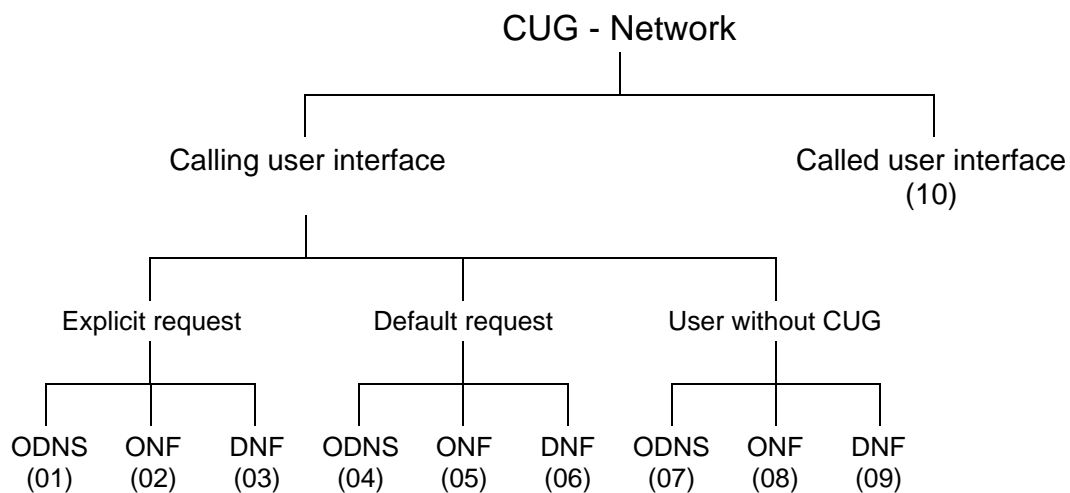 CUG - Network
Calling user interface
Called user interface
(10)
Explicit request
Default request
User without CUG
ODNS ONF DNF ODNS ONF DNF ODNS ONF DNF
(01) (02) (03) (04) (05) (06) (07) (08) (09)